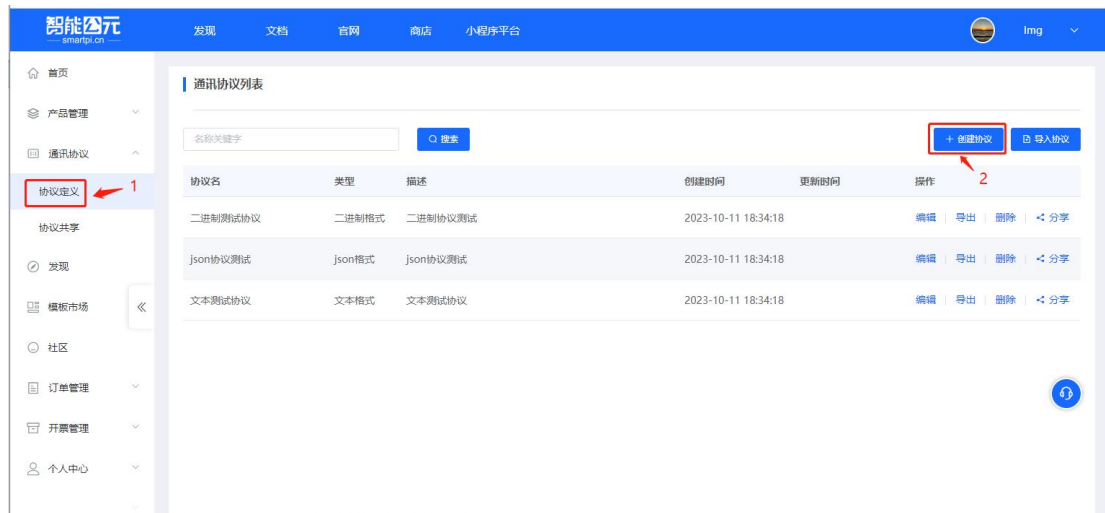 智能公元
smartpi.cn
发现 文档 官网 商店 小程序平台
lmg
首页
产品管理
通讯协议
协议定义
1
协议共享
发现
模板市场
社区
订单管理
开票管理
个人中心
通讯协议列表
名称关键字
搜索
+ 创建协议
导入协议
2
协议名 类型 描述 创建时间 更新时间 操作
二进制测试协议 二进制格式 二进制协议测试 2023-10-11 18:34:18 编辑 导出 删除 分享
json协议测试 json格式 json协议测试 2023-10-11 18:34:18 编辑 导出 删除 分享
文本测试协议 文本格式 文本测试协议 2023-10-11 18:34:18 编辑 导出 删除 分享